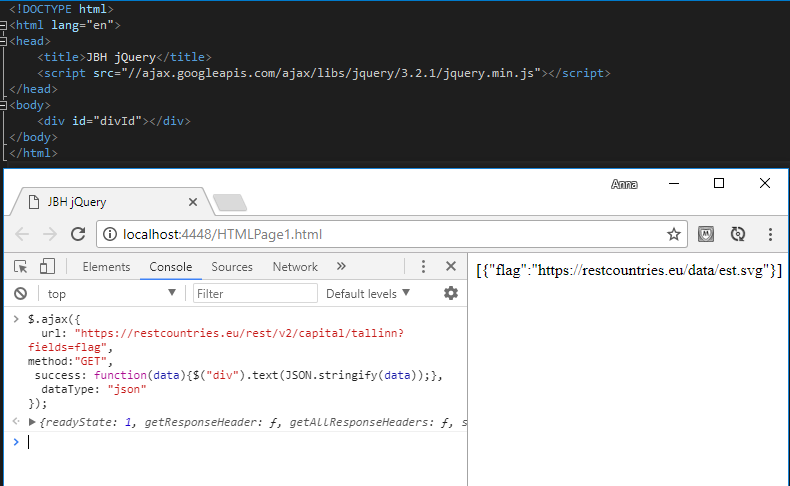 <!DOCTYPE html>
<html lang="en">
<head>
<title>JBH jQuery</title>
<script src="//ajax.googleapis.com/ajax/libs/jquery/3.2.1/jquery.min.js"></script>
</head>
<body>
<div id="divId"></div>
</body>
</html>
Anna
JBH jQuery
localhost:4448/HTMLPage1.html
Elements Console Sources Network »
top Filter Default levels
$.ajax({
url: "https://restcountries.eu/rest/v2/capital/tallinn?
fields=flag",
method:"GET",
success: function(data){$("div").text(JSON.stringify(data));},
dataType: "json"
});
{readyState: 1, getResponseHeader: ƒ, getAllResponseHeaders: ƒ, s
[{"flag":"https://restcountries.eu/data/est.svg"}]